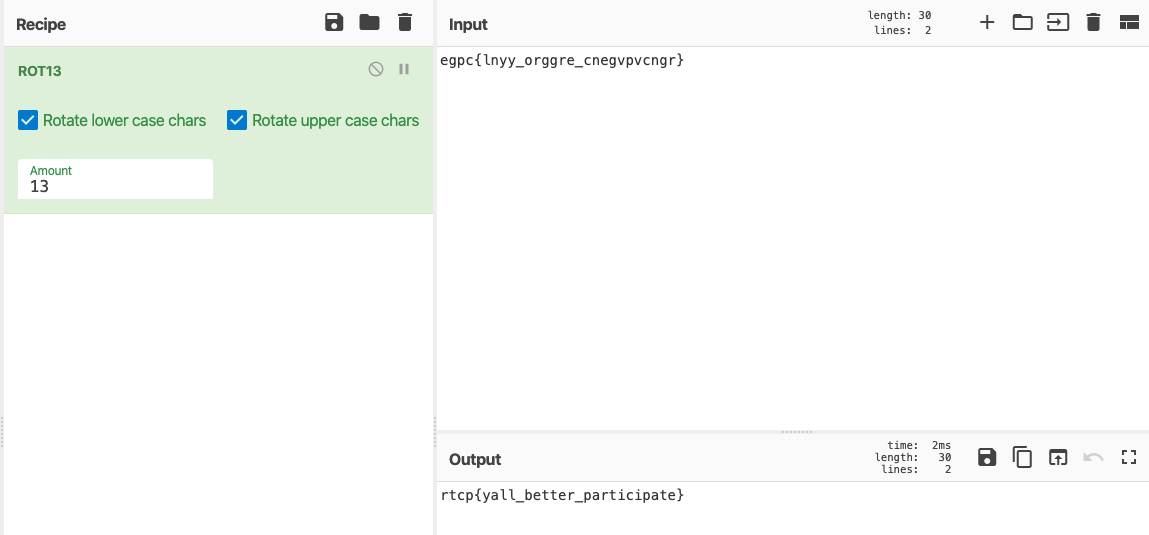 Recipe
ROT13
Rotate lower case chars
Rotate upper case chars
Amount
13
Input
length: 30
lines: 2
egpc{lnyy_orggre_cnegvpvcngr}
Output
time: 2ms
length: 30
lines: 2
rtcp{yall_better_participate}